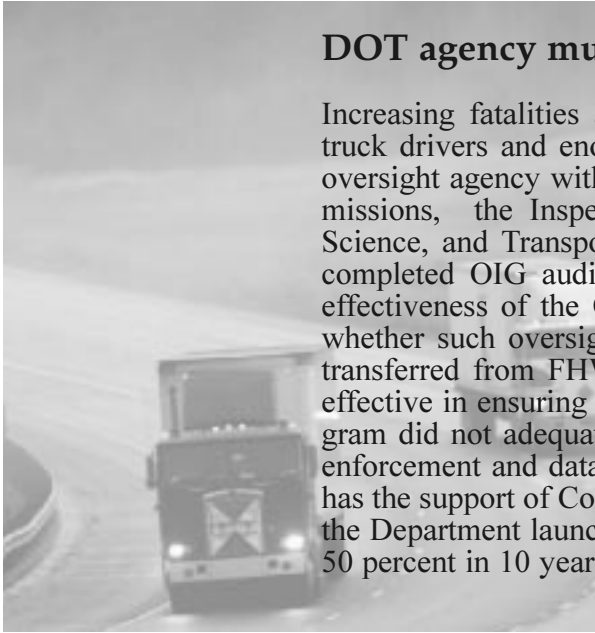 DOT agency mu
Increasing fatalities
truck drivers and end
oversight agency with
missions, the Inspe
Science, and Transpo
completed OIG audi
effectiveness of the
whether such oversig
transferred from FHW
effective in ensuring
gram did not adequat
enforcement and data
has the support of Co
the Department launc
50 percent in 10 year